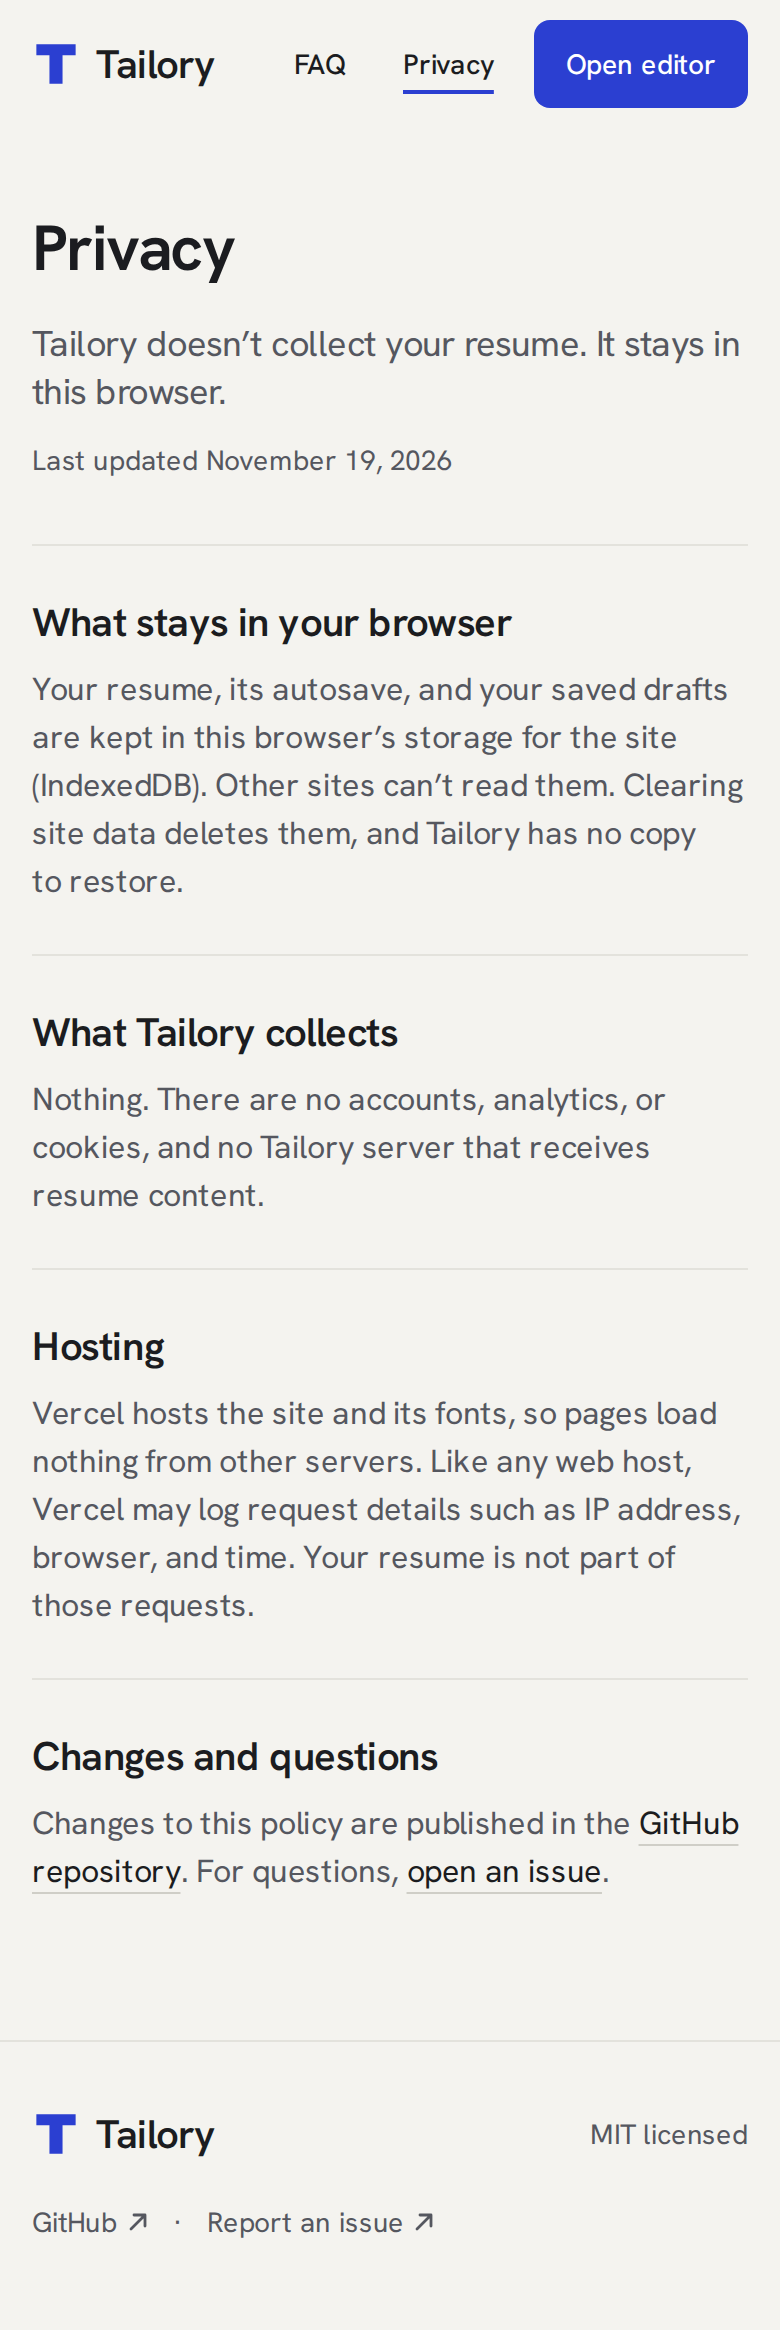 Tailory FAQ Privacy Open editor
Privacy
Tailory doesn’t collect your resume. It stays in
this browser.
Last updated November 19, 2026
What stays in your browser
Your resume, its autosave, and your saved drafts
are kept in this browser’s storage for the site
(IndexedDB). Other sites can’t read them. Clearing
site data deletes them, and Tailory has no copy
to restore.
What Tailory collects
Nothing. There are no accounts, analytics, or
cookies, and no Tailory server that receives
resume content.
Hosting
Vercel hosts the site and its fonts, so pages load
nothing from other servers. Like any web host,
Vercel may log request details such as IP address,
browser, and time. Your resume is not part of
those requests.
Changes and questions
Changes to this policy are published in the GitHub
repository. For questions, open an issue.
Tailory MIT licensed
GitHub ↗ · Report an issue ↗